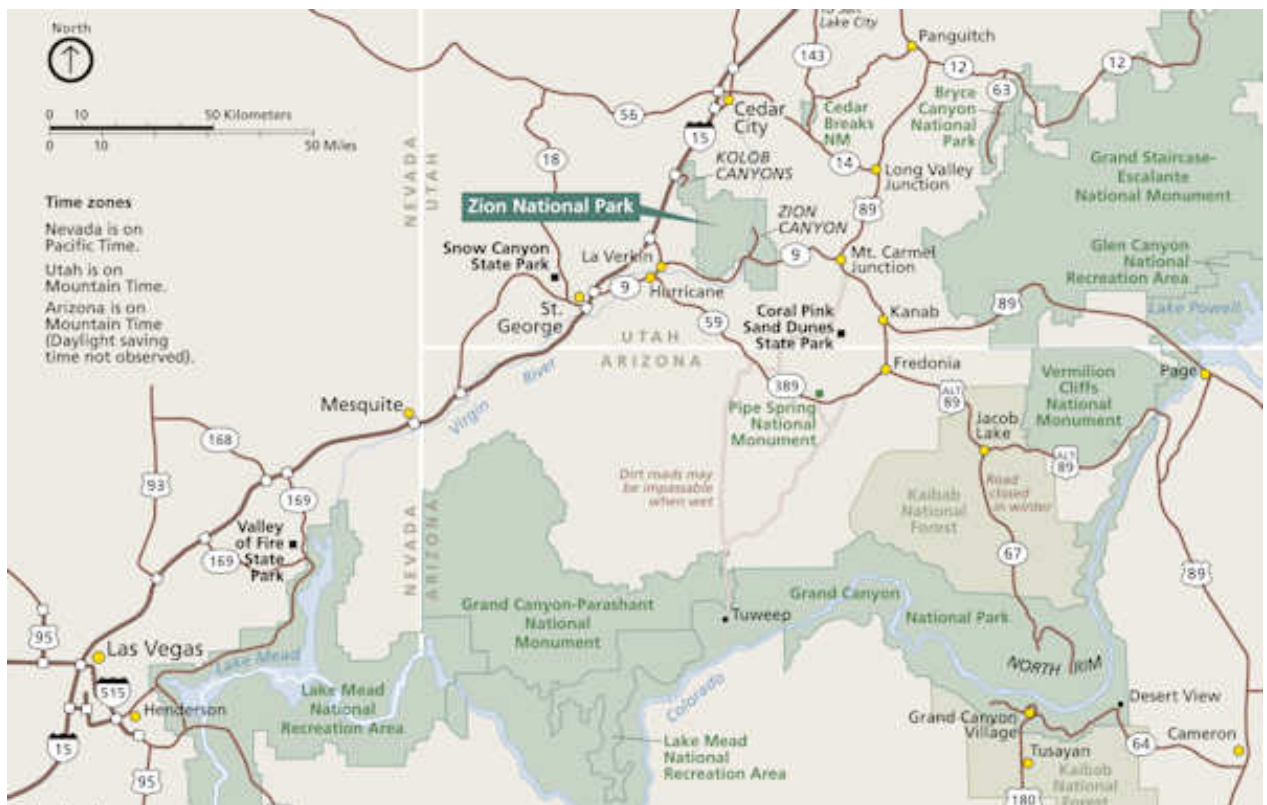 North
0 10 50 Kilometers
0 10 50 Miles
Time zones
Nevada is on
Pacific Time.
Utah is on
Mountain Time.
Arizona is on
Mountain Time
(Daylight saving
time not observed).
Lake City
Panguitch
143
12
12
63
Bryce
Canyon
National
Park
Cedar
City
56
15
Cedar
Breaks
NM
14
Long Valley
Junction
Grand Staircase-
Escalante
National Monument
18
KOLOB
CANYONS
NEVADA
UTAH
Zion National Park
ZION
CANYON
89
Snow Canyon
State Park
La Verkin
9
Mt. Carmel
Junction
Glen Canyon
National
Recreation Area
Lake Powell
9
Hurricane
St.
George
59
Coral Pink
Sand Dunes
State Park
Kanab
89
UTAH
ARIZONA
Fredonia
Page
River
Virgin
389
ALT
89
Vermilion
Cliffs
National
Monument
Mesquite
Pipe Spring
National
Monument
Jacob
Lake
ALT
89
168
93
169
Dirt roads may
be impassable
when wet
Road
closed
in winter
Kaibab
National
Forest
Valley
of Fire
State
Park
169
NEVADA
ARIZONA
67
89
Grand Canyon-Parashant
National
Monument
Tuweep
Grand Canyon
National Park
95
Las Vegas
Lake Mead
NORTH RIM
515
Henderson
Lake Mead
National
Recreation Area
Colorado
Desert View
Grand Canyon
Village
15
95
Lake Mead
National
Recreation Area
Tusayan
64
Cameron
Kaibab
National
Forest
180